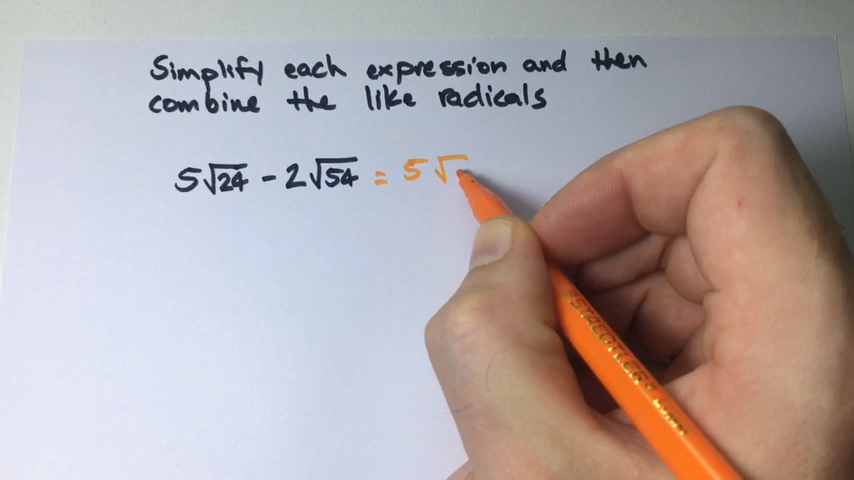 Simplify each expression and then
combine the like radicals
5√24 - 2√54 = 5√
STAEDTLER